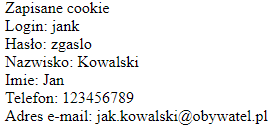 Zapisane cookie
Login: jank
Hasło: zgaslo
Nazwisko: Kowalski
Imie: Jan
Telefon: 123456789
Adres e-mail: jak.kowalski@obywatel.pl